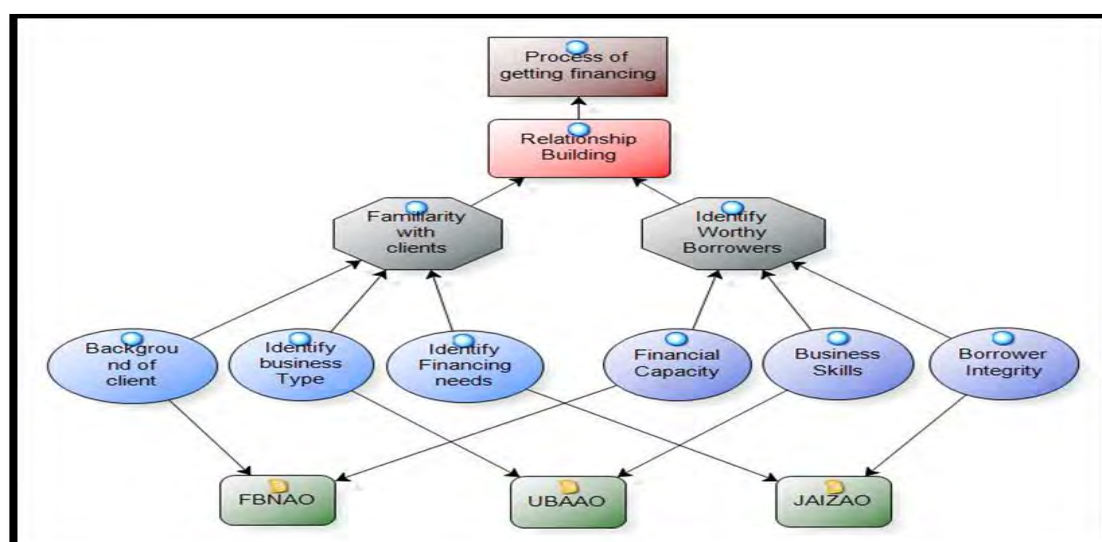 Process of
getting financing
Relationship
Building
Familiarity
with
clients
Identify
Worthy
Borrowers
Backgrou
nd of
client
Identify
business
Type
Identify
Financing
needs
Financial
Capacity
Business
Skills
Borrower
Integrity
FBNAO
UBAAO
JAIZAO